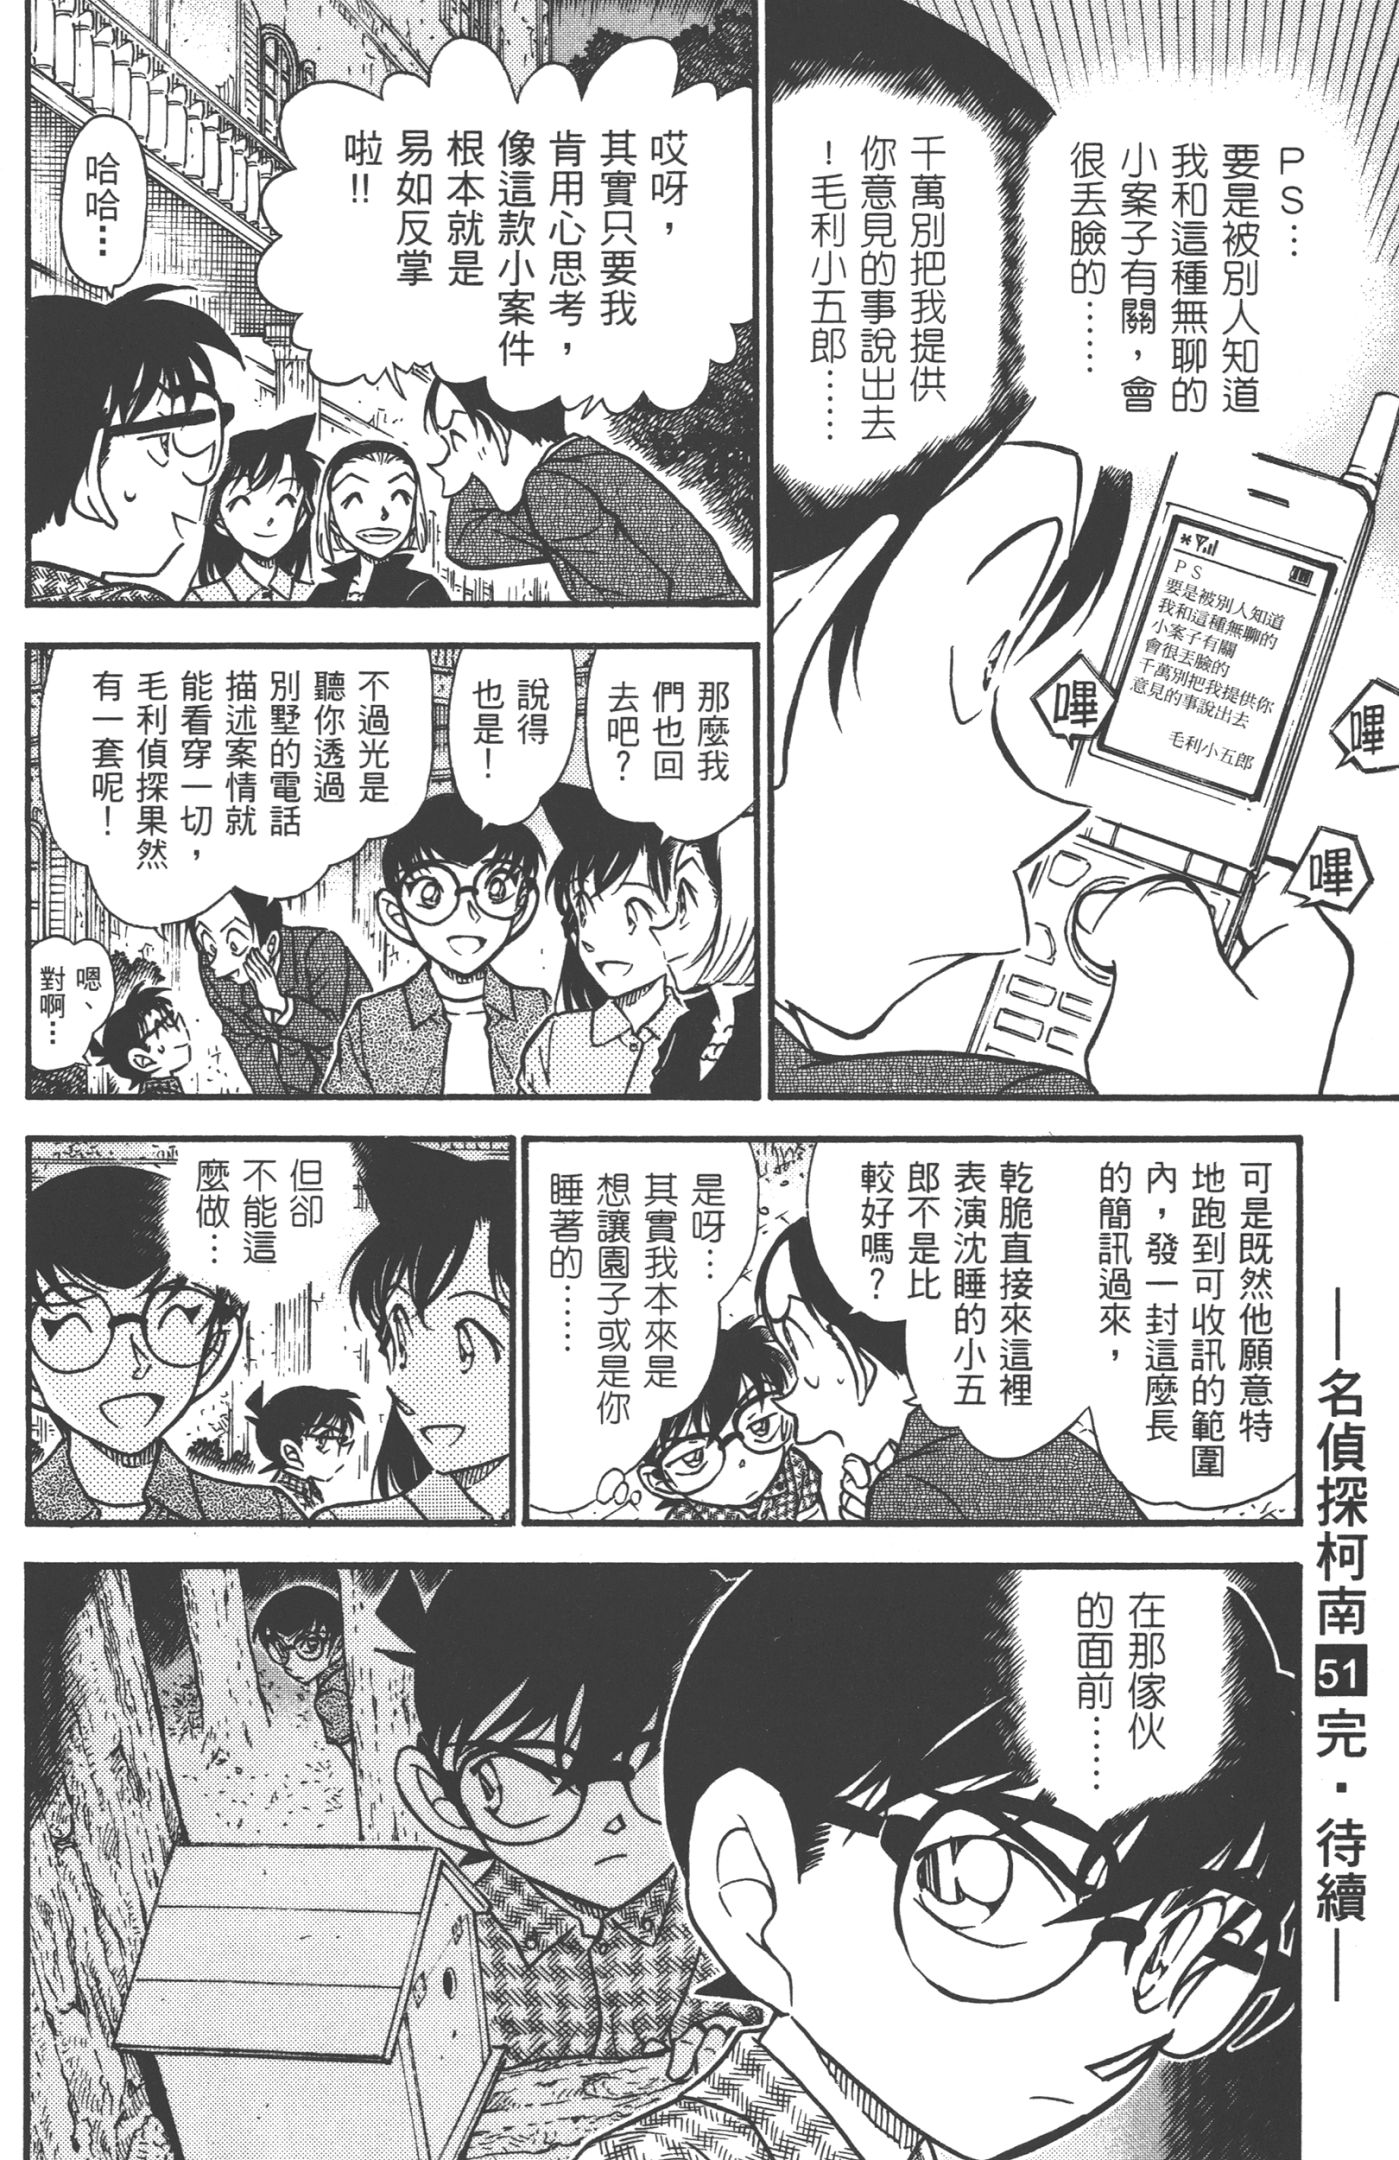 PS…
要是被別人知道
我和這種無聊的
小案子有關，會
很丟臉的…
千萬別把我提供
你意見的事說出去
！毛利小五郎……
PS
要是被別人知道
我和這種無聊的
小案子有關
會很丟臉的
千萬別把我提供你
意見的事說出去
毛利小五郎
嗶
嗶
嗶
哎呀，
其實只要我
肯用心思考，
像這款小案件
根本就是
易如反掌
啦!!
哈哈…
那麼我
們也回
去吧？
說得
也是！
不過光是
聽你透過
別墅的電話
描述案情就
能看穿一切，
毛利偵探果然
有一套呢！
嗯、
對啊…
可是既然他願意特
地跑到可收訊的範圍
內，發一封這麼長
的簡訊過來，
乾脆直接來這裡
表演沈睡的小五
郎不是比
較好嗎？
是呀…
其實我本來是
想讓園子或是你
睡著的……
但卻
不能這
麼做…
在那傢伙
的面前……
—名偵探柯南51完．待續—